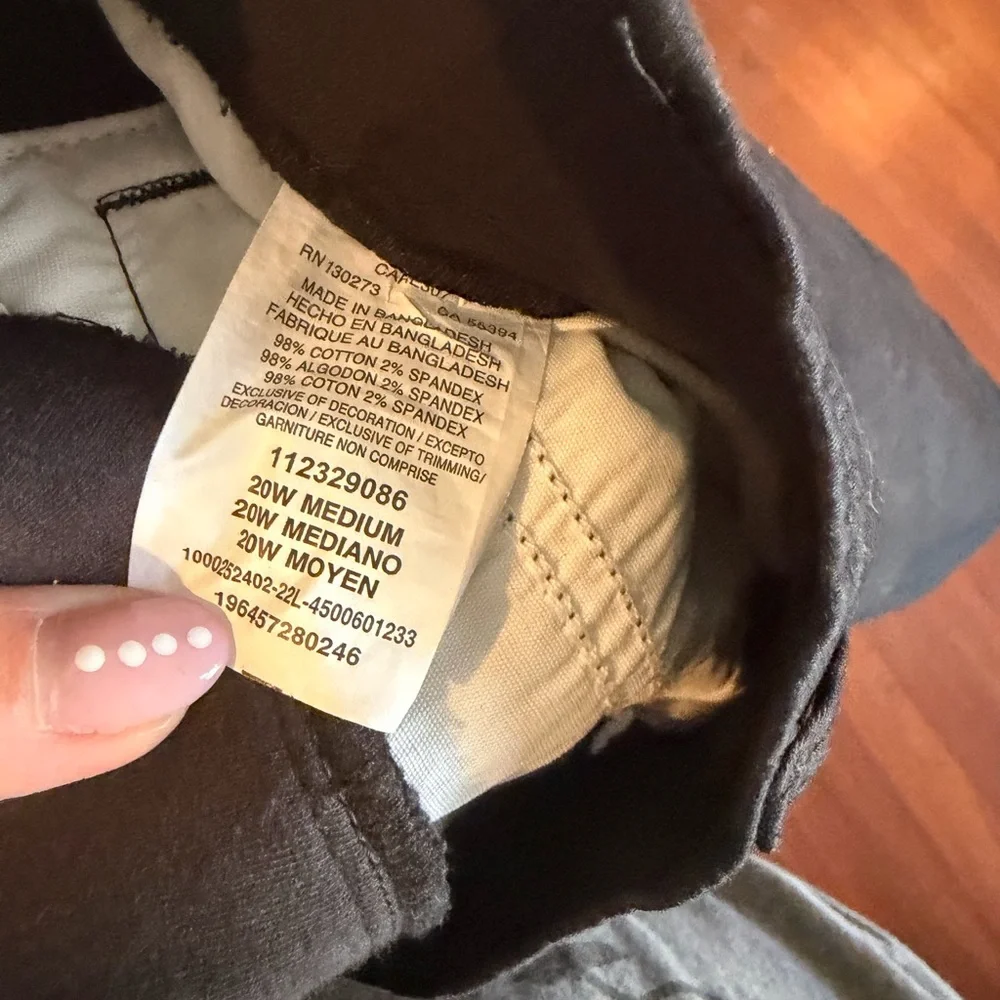 RN 130273
CA 55394
MADE IN BANGLADESH
HECHO EN BANGLADESH
FABRIQUE AU BANGLADESH
98% COTTON 2% SPANDEX
98% ALGODON 2% SPANDEX
98% COTON 2% SPANDEX
EXCLUSIVE OF DECORATION / EXCEPTO
DECORACION / EXCLUSIVE OF TRIMMING/
GARNITURE NON COMPRISE
112329086
20W MEDIUM
20W MEDIANO
20W MOYEN
1000252402-22L-4500601233
196457280246